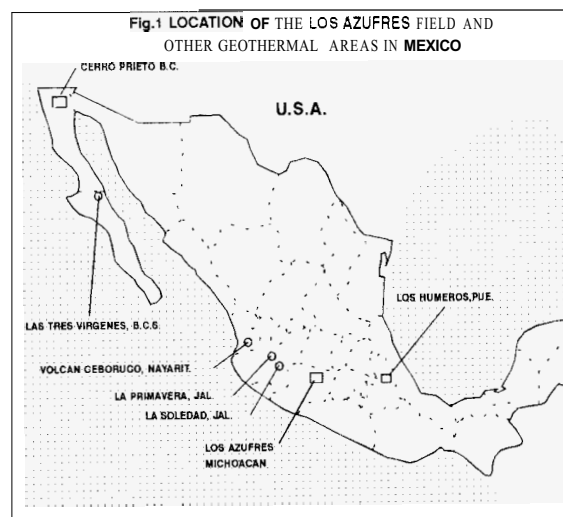 Fig.1 LOCATION OF THE LOS AZUFRES FIELD AND
OTHER GEOTHERMAL AREAS IN MEXICO
CERRO PRIETO B.C.
U.S.A.
LOS HUMEROS,PUE.
LAS TRES VIRGENES, B.C.S.
VOLCAN CEBORUCO, NAYARIT.
LA PRIMAVERA, JAL.
LA SOLEDAD, JAL.
LOS AZUFRES
MICHOACAN